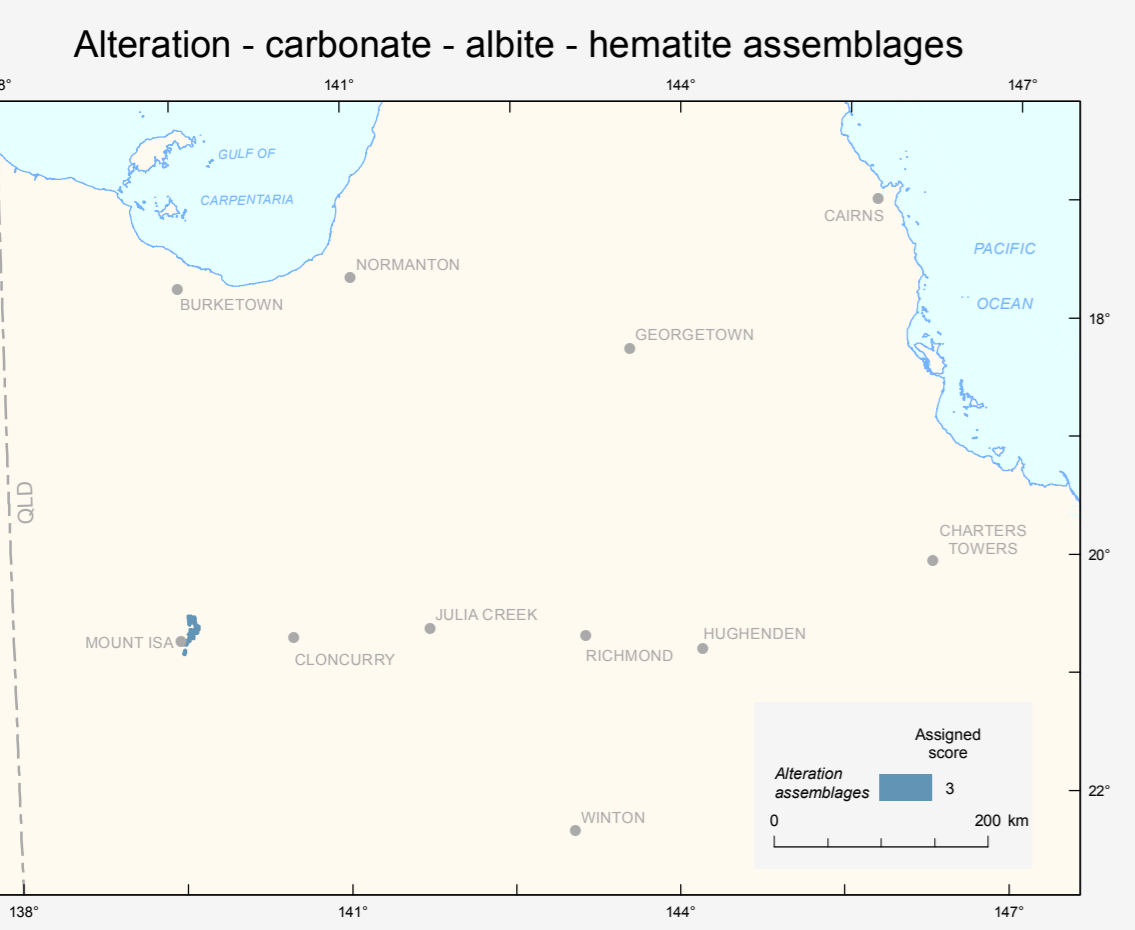 Alteration - carbonate - albite - hematite assemblages
8°
141°
144°
147°
GULF OF
CARPENTARIA
CAIRNS
PACIFIC
OCEAN
NORMANTON
BURKETOWN
18°
GEORGETOWN
QLD
CHARTERS
TOWERS
20°
JULIA CREEK
MOUNT ISA
HUGHENDEN
CLONCURRY
RICHMOND
Assigned
score
Alteration
assemblages
3
22°
0
200 km
WINTON
138°
141°
144°
147°